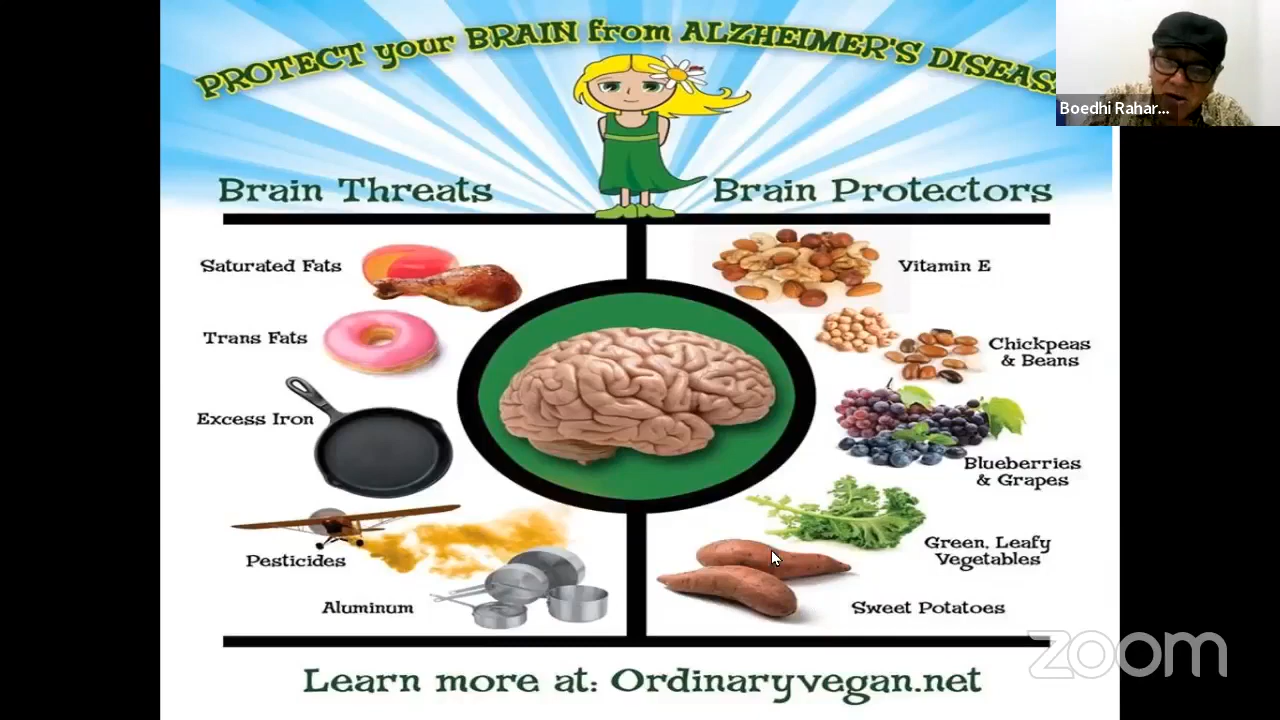 PROTECT your BRAIN from ALZHEIMER'S DISEAS
Boedhi Rahar...
Brain Threats
Brain Protectors
Saturated Fats
Vitamin E
Trans Fats
Chickpeas
& Beans
Excess Iron
Blueberries
& Grapes
Pesticides
Green, Leafy
Vegetables
Aluminum
Sweet Potatoes
zoom
Learn more at: Ordinaryvegan.net